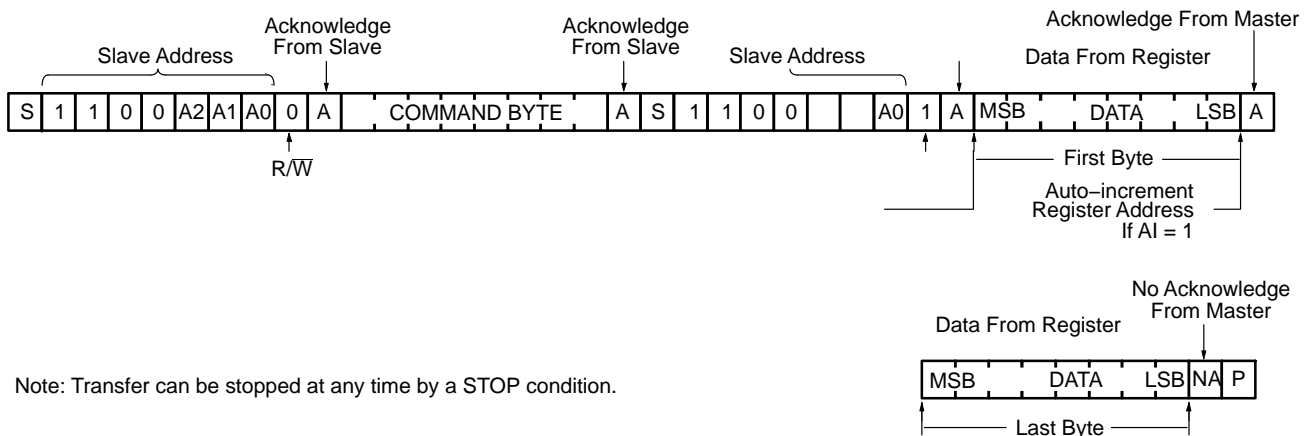 Acknowledge
From Slave
Acknowledge
From Slave
Acknowledge From Master
Slave Address
Slave Address
Data From Register
S 1 1 0 0 A2 A1 A0 0 A COMMAND BYTE A S 1 1 0 0 A0 1 A MSB DATA LSB A
R/W̅
First Byte
Auto−increment
Register Address
If AI = 1
No Acknowledge
From Master
Data From Register
MSB DATA LSB NA P
Note: Transfer can be stopped at any time by a STOP condition.
Last Byte